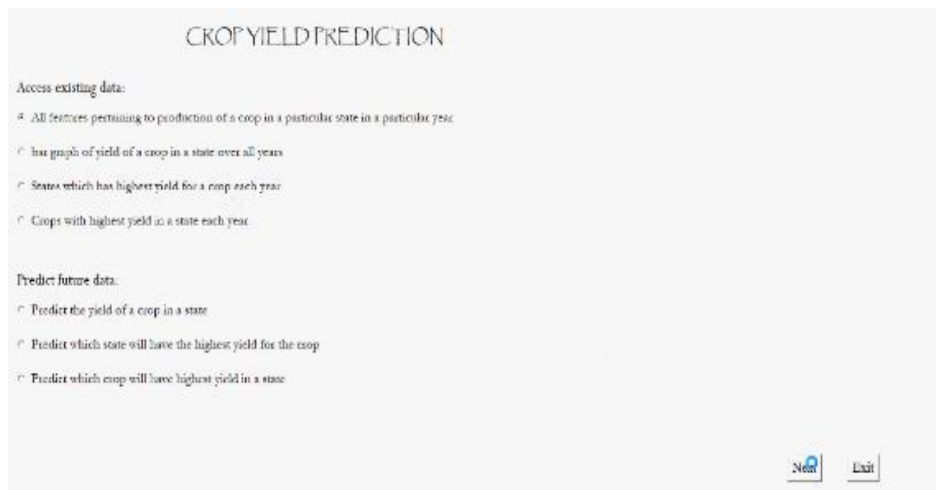 CROP YIELD PREDICTION
Access existing data:
All features pertaining to production of a crop in a particular state in a particular year
bar graph of yield of a crop in a state over all years
States which has highest yield for a crop each year
Crops with highest yield in a state each year
Predict future data:
Predict the yield of a crop in a state
Predict which state will have the highest yield for the crop
Predict which crop will have highest yield in a state
Next Exit